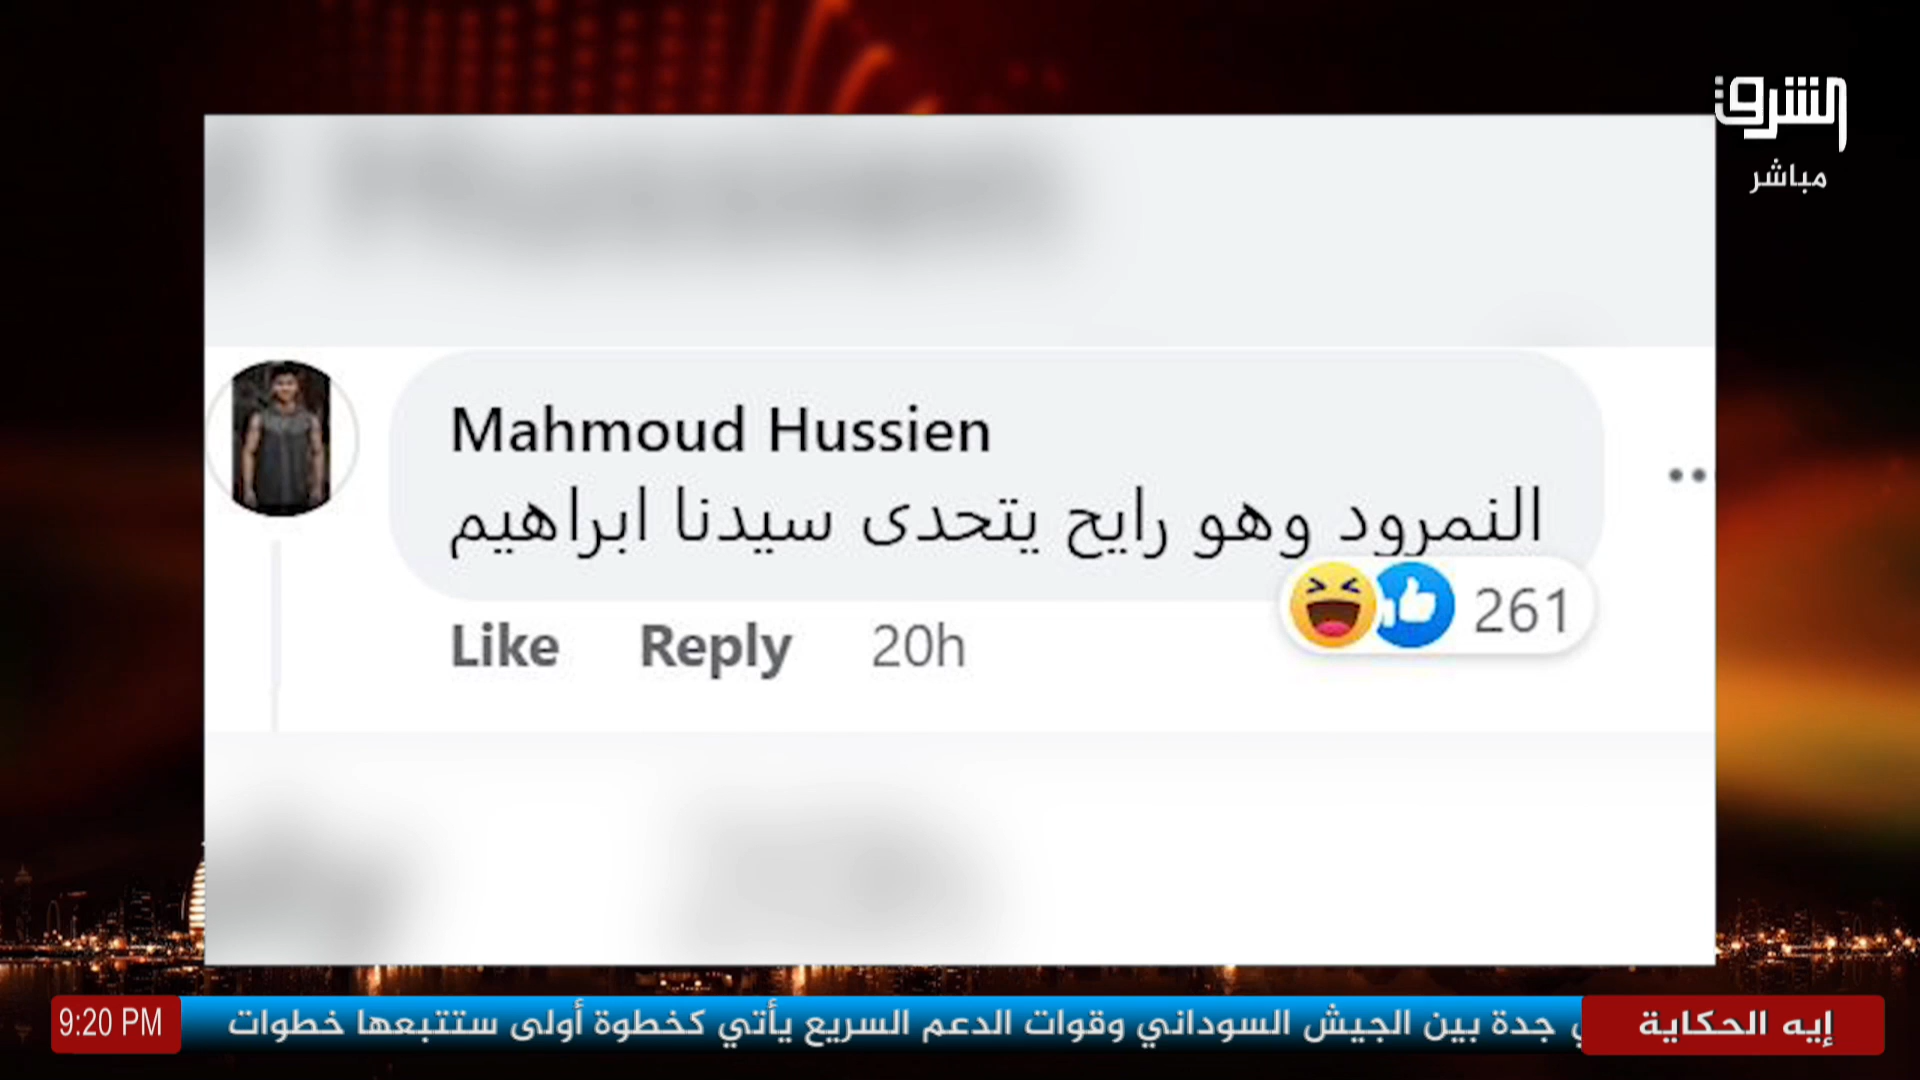 الشرق
مباشر
Mahmoud Hussien
النمرود وهو رايح يتحدى سيدنا ابراهيم
261
Like Reply 20h
إيه الحكاية
جدة بين الجيش السوداني وقوات الدعم السريع يأتي كخطوة أولى ستتبعها خطوات
9:20 PM